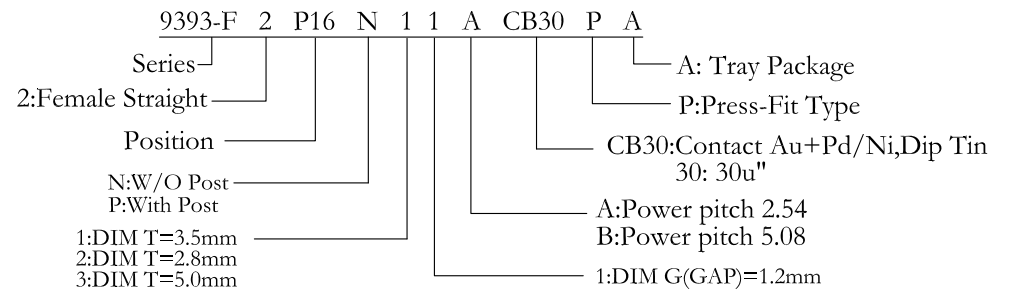 9393-F 2 P16 N 1 1 A CB30 P A
Series
2:Female Straight
Position
N:W/O Post
P:With Post
1:DIM T=3.5mm
2:DIM T=2.8mm
3:DIM T=5.0mm
A: Tray Package
P:Press-Fit Type
CB30:Contact Au+Pd/Ni,Dip Tin
30: 30u"
A:Power pitch 2.54
B:Power pitch 5.08
1:DIM G(GAP)=1.2mm